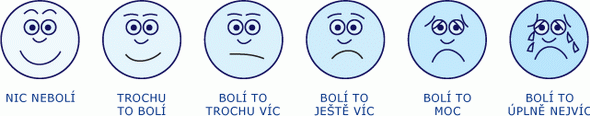 NIC NEBOLÍ
TROCHU
TO BOLÍ
BOLÍ TO
TROCHU VÍC
BOLÍ TO
JEŠTĚ VÍC
BOLÍ TO
MOC
BOLÍ TO
ÚPLNĚ NEJVÍC